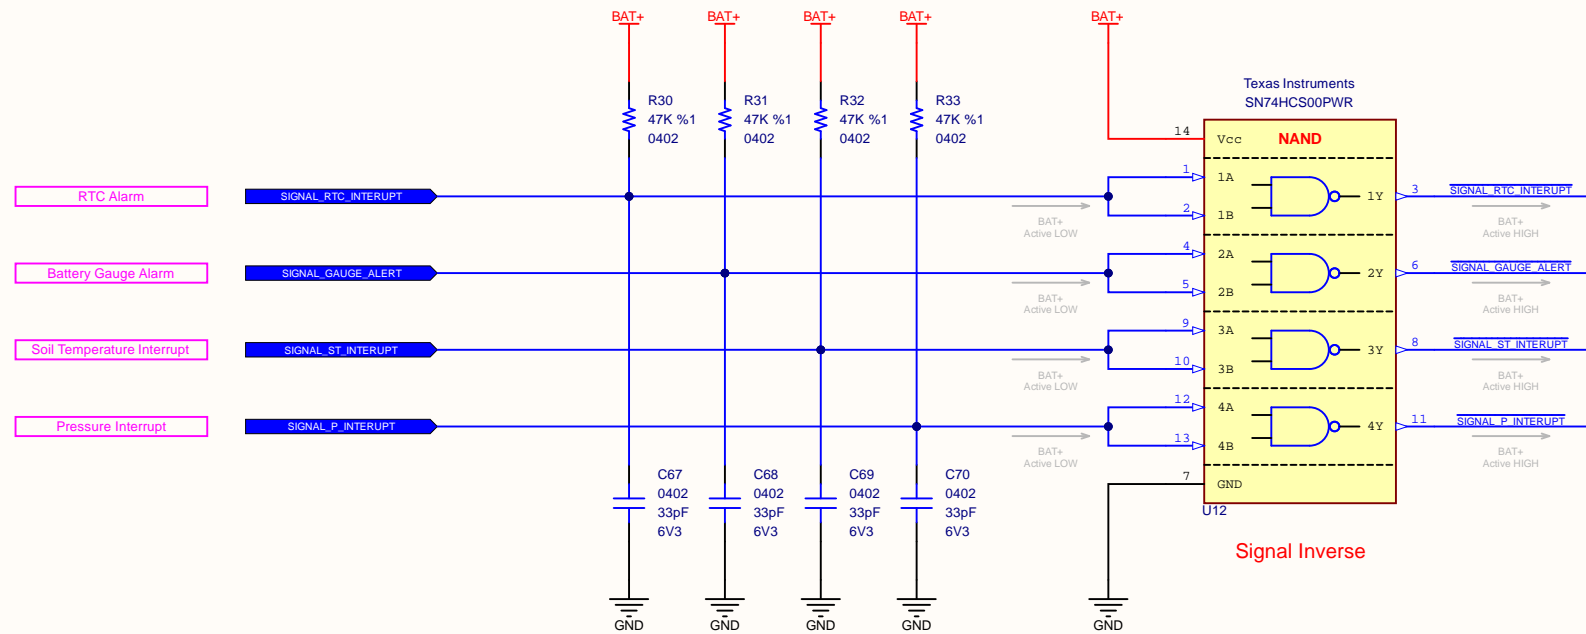 BAT+ BAT+ BAT+ BAT+ BAT+
Texas Instruments
SN74HCS00PWR
R30 R31 R32 R33
47K %1 47K %1 47K %1 47K %1
0402 0402 0402 0402
14 Vcc NAND
RTC Alarm SIGNAL_RTC_INTERUPT
1 1A
2 1B
1Y 3 SIGNAL_RTC_INTERUPT
BAT+ BAT+
Active LOW Active HIGH
Battery Gauge Alarm SIGNAL_GAUGE_ALERT
4 2A
5 2B
2Y 6 SIGNAL_GAUGE_ALERT
BAT+ BAT+
Active LOW Active HIGH
Soil Temperature Interrupt SIGNAL_ST_INTERUPT
9 3A
10 3B
3Y 8 SIGNAL_ST_INTERUPT
BAT+ BAT+
Active LOW Active HIGH
Pressure Interrupt SIGNAL_P_INTERUPT
12 4A
13 4B
4Y 11 SIGNAL_P_INTERUPT
BAT+ BAT+
Active LOW Active HIGH
C67 C68 C69 C70
0402 0402 0402 0402
33pF 33pF 33pF 33pF
6V3 6V3 6V3 6V3
7 GND
U12
Signal Inverse
GND GND GND GND GND